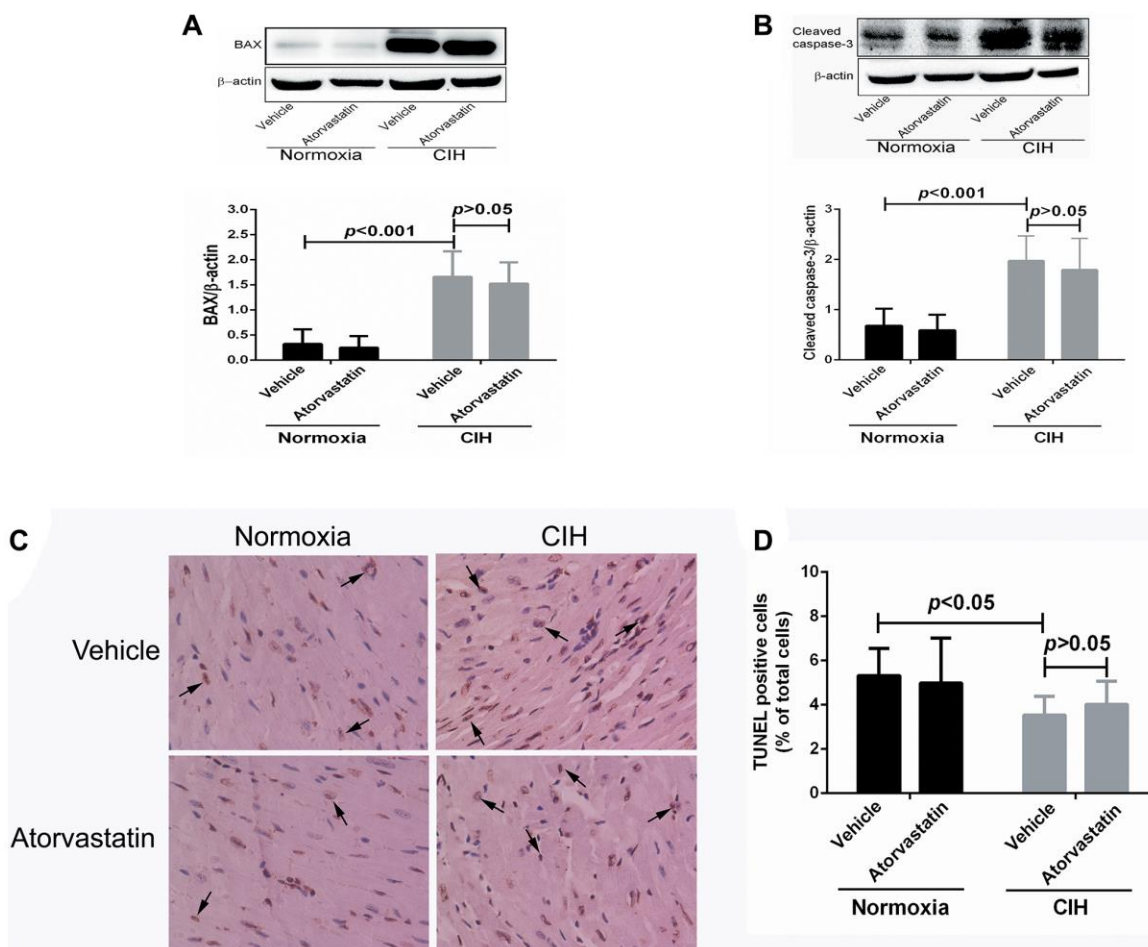 A
BAX
β-actin
Vehicle
Atorvastatin
Vehicle
Atorvastatin
Normoxia
CIH
BAX/β-actin
3.0
2.5
2.0
1.5
1.0
0.5
0.0
p<0.001
p>0.05
Vehicle
Atorvastatin
Vehicle
Atorvastatin
Normoxia
CIH
B
Cleaved
caspase-3
β-actin
Vehicle
Atorvastatin
Vehicle
Atorvastatin
Normoxia
CIH
Cleaved caspase-3/β-actin
3
2
1
0
p<0.001
p>0.05
Vehicle
Atorvastatin
Vehicle
Atorvastatin
Normoxia
CIH
C
Normoxia
CIH
Vehicle
Atorvastatin
D
TUNEL positive cells
(% of total cells)
10
8
6
4
2
0
p<0.05
p>0.05
Vehicle
Atorvastatin
Vehicle
Atorvastatin
Normoxia
CIH